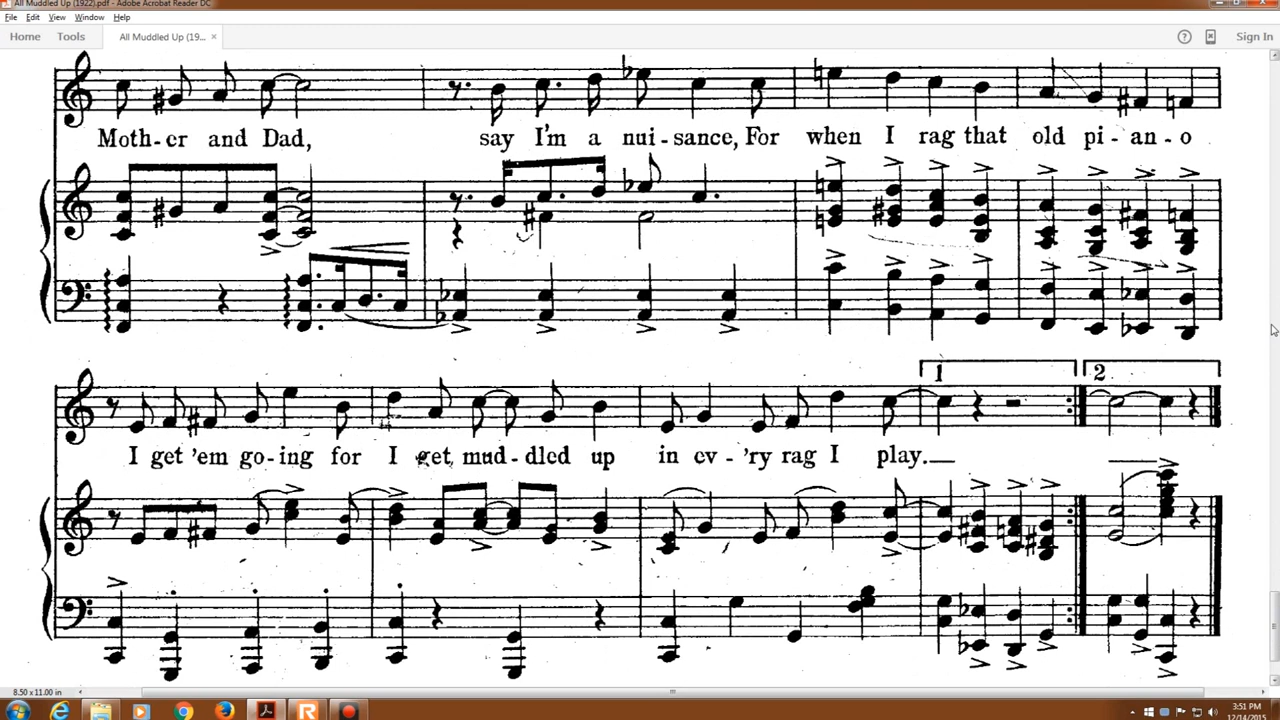 All Muddled Up (1922).pdf - Adobe Acrobat Reader DC
File Edit View Window Help
Home Tools All Muddled Up (19... × ? Sign In
Moth-er and Dad, say I'm a nui-sance, For when I rag that old pi-an-o
1 2
I get 'em go-ing for I get mud-dled up in ev-'ry rag I play.
8.50 x 11.00 in
3:51 PM
12/14/2015